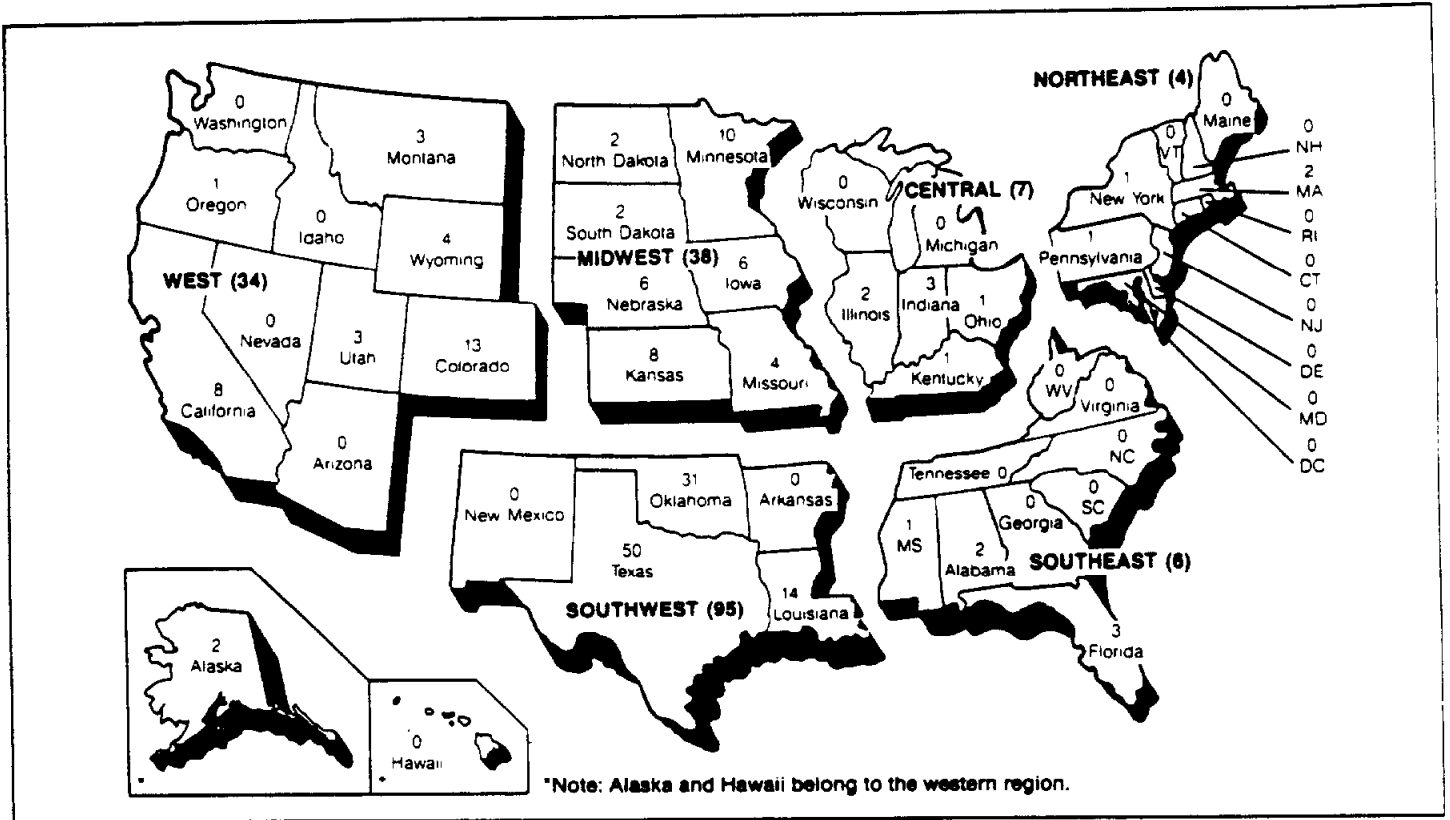 NORTHEAST (4)
0
Maine
0
VT
0
NH
2
MA
0
RI
0
CT
0
NJ
0
DE
0
MD
0
DC
1
New York
1
Pennsylvania
WEST (34)
0
Washington
3
Montana
1
Oregon
0
Idaho
4
Wyoming
0
Nevada
3
Utah
13
Colorado
8
California
0
Arizona
MIDWEST (38)
2
North Dakota
10
Minnesota
2
South Dakota
6
Nebraska
6
Iowa
8
Kansas
4
Missouri
CENTRAL (7)
0
Wisconsin
0
Michigan
2
Illinois
3
Indiana
1
Ohio
1
Kentucky
SOUTHWEST (95)
0
New Mexico
31
Oklahoma
0
Arkansas
50
Texas
14
Louisiana
SOUTHEAST (6)
0
WV
0
Virginia
Tennessee 0
0
NC
0
SC
0
Georgia
1
MS
2
Alabama
3
Florida
2
Alaska
0
Hawaii
*Note: Alaska and Hawaii belong to the western region.